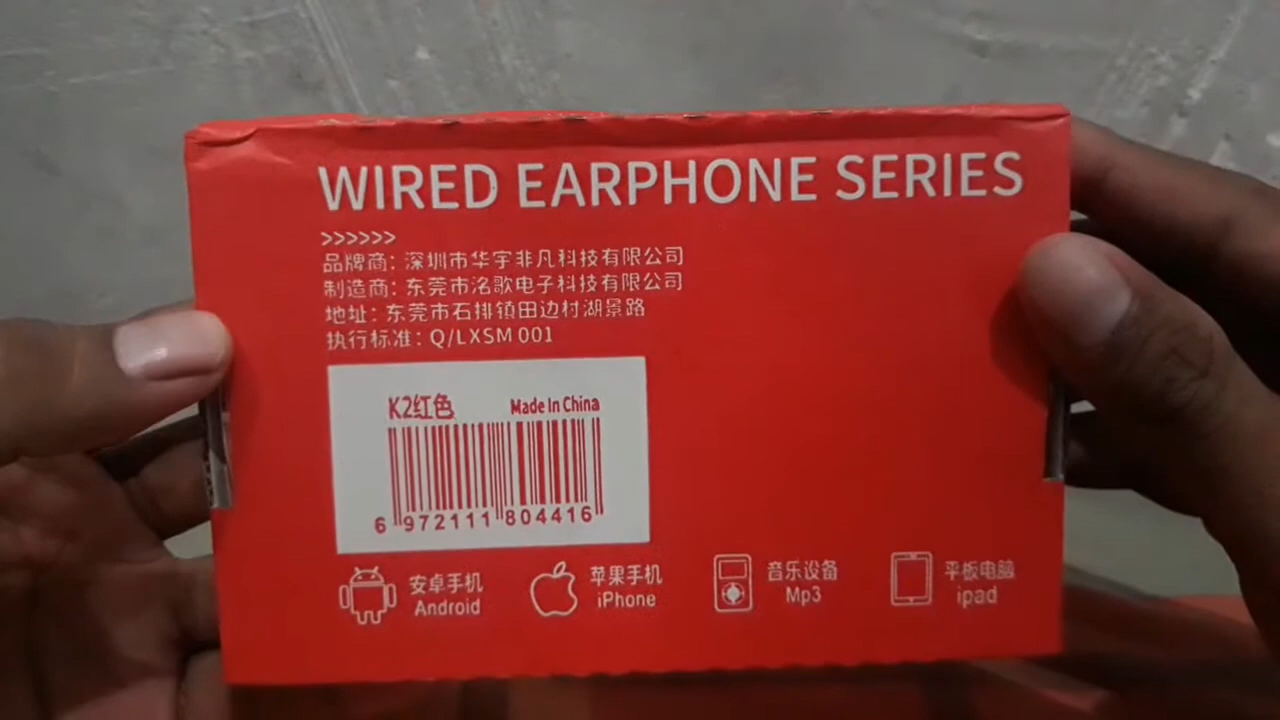 WIRED EARPHONE SERIES
>>>>>>
品牌商：深圳市华宇非凡科技有限公司
制造商：东莞市洺歌电子科技有限公司
地址：东莞市石排镇田边村湖景路
执行标准：Q/LXSM 001
K2红色 Made In China
6 972111 804416
安卓手机 苹果手机 音乐设备 平板电脑
Android iPhone Mp3 ipad